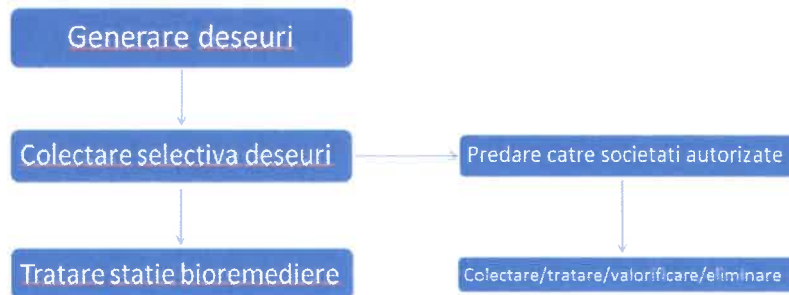 Generare deseuri
Colectare selectiva deseuri
Predare catre societati autorizate
Tratare statie bioremediere
Colectare/tratare/valorificare/eliminare